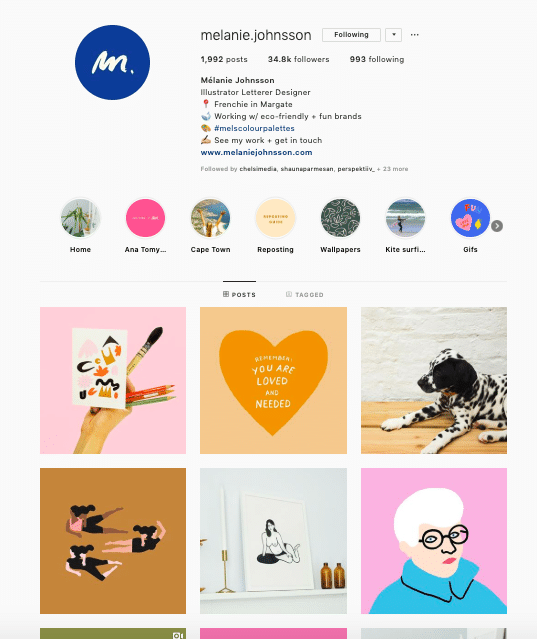 m.
melanie.johnsson Following
1,992 posts 34.8k followers 993 following
Mélanie Johnsson
Illustrator Letterer Designer
📍 Frenchie in Margate
🌊 Working w/ eco-friendly + fun brands
🎨 #melscolourpalettes
✍🏼 See my work + get in touch
www.melaniejohnsson.com
Followed by chelsimedia, shaunaparmesan, perspektiiv_ + 23 more
REPOSTING
FUN
Home Ana Tomy... Cape Town Reposting Wallpapers Kite surfi... Gifs
POSTS TAGGED
REMEMBER:
YOU ARE
LOVED
AND
NEEDED